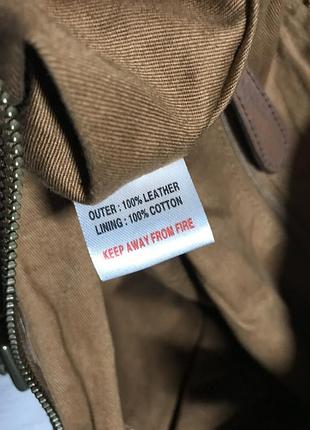 OUTER : 100% LEATHER
LINING : 100% COTTON
KEEP AWAY FROM FIRE